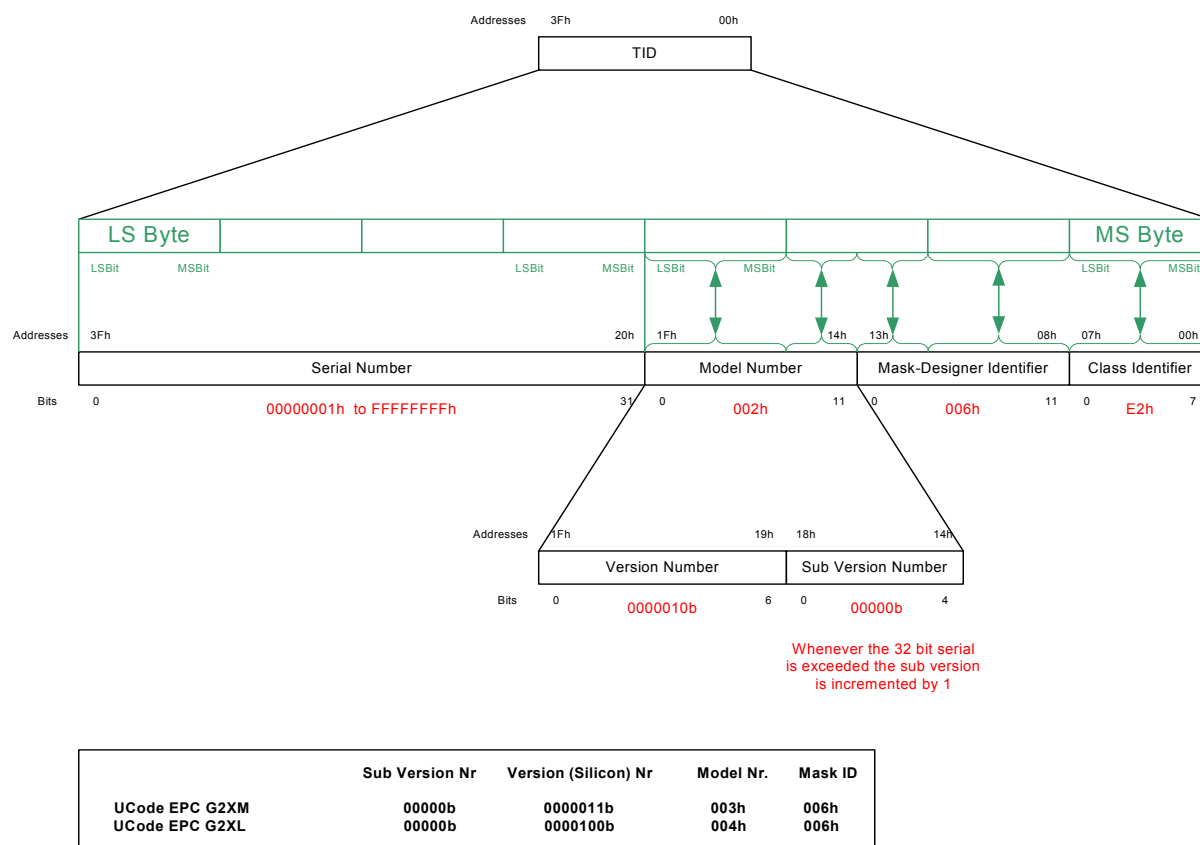 Addresses 3Fh 00h
TID
LS Byte MS Byte
LSBit MSBit LSBit MSBit LSBit MSBit LSBit MSBit
Addresses 3Fh 20h 1Fh 14h 13h 08h 07h 00h
Serial Number Model Number Mask-Designer Identifier Class Identifier
Bits 0 31 0 11 0 11 0 7
00000001h to FFFFFFFFh 002h 006h E2h
Addresses 1Fh 19h 18h 14h
Version Number Sub Version Number
Bits 0 6 0 4
0000010b 00000b
Whenever the 32 bit serial
is exceeded the sub version
is incremented by 1
Sub Version Nr Version (Silicon) Nr Model Nr. Mask ID
UCode EPC G2XM 00000b 0000011b 003h 006h
UCode EPC G2XL 00000b 0000100b 004h 006h